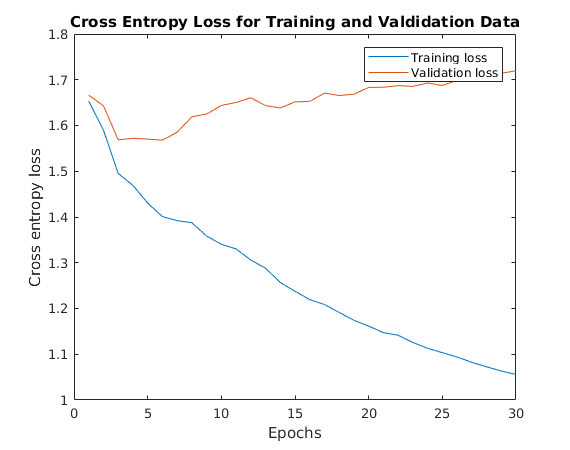 Cross Entropy Loss for Training and Valdidation Data
1.8
1.7
1.6
1.5
1.4
1.3
1.2
1.1
1
Cross entropy loss
Training loss
Validation loss
0 5 10 15 20 25 30
Epochs